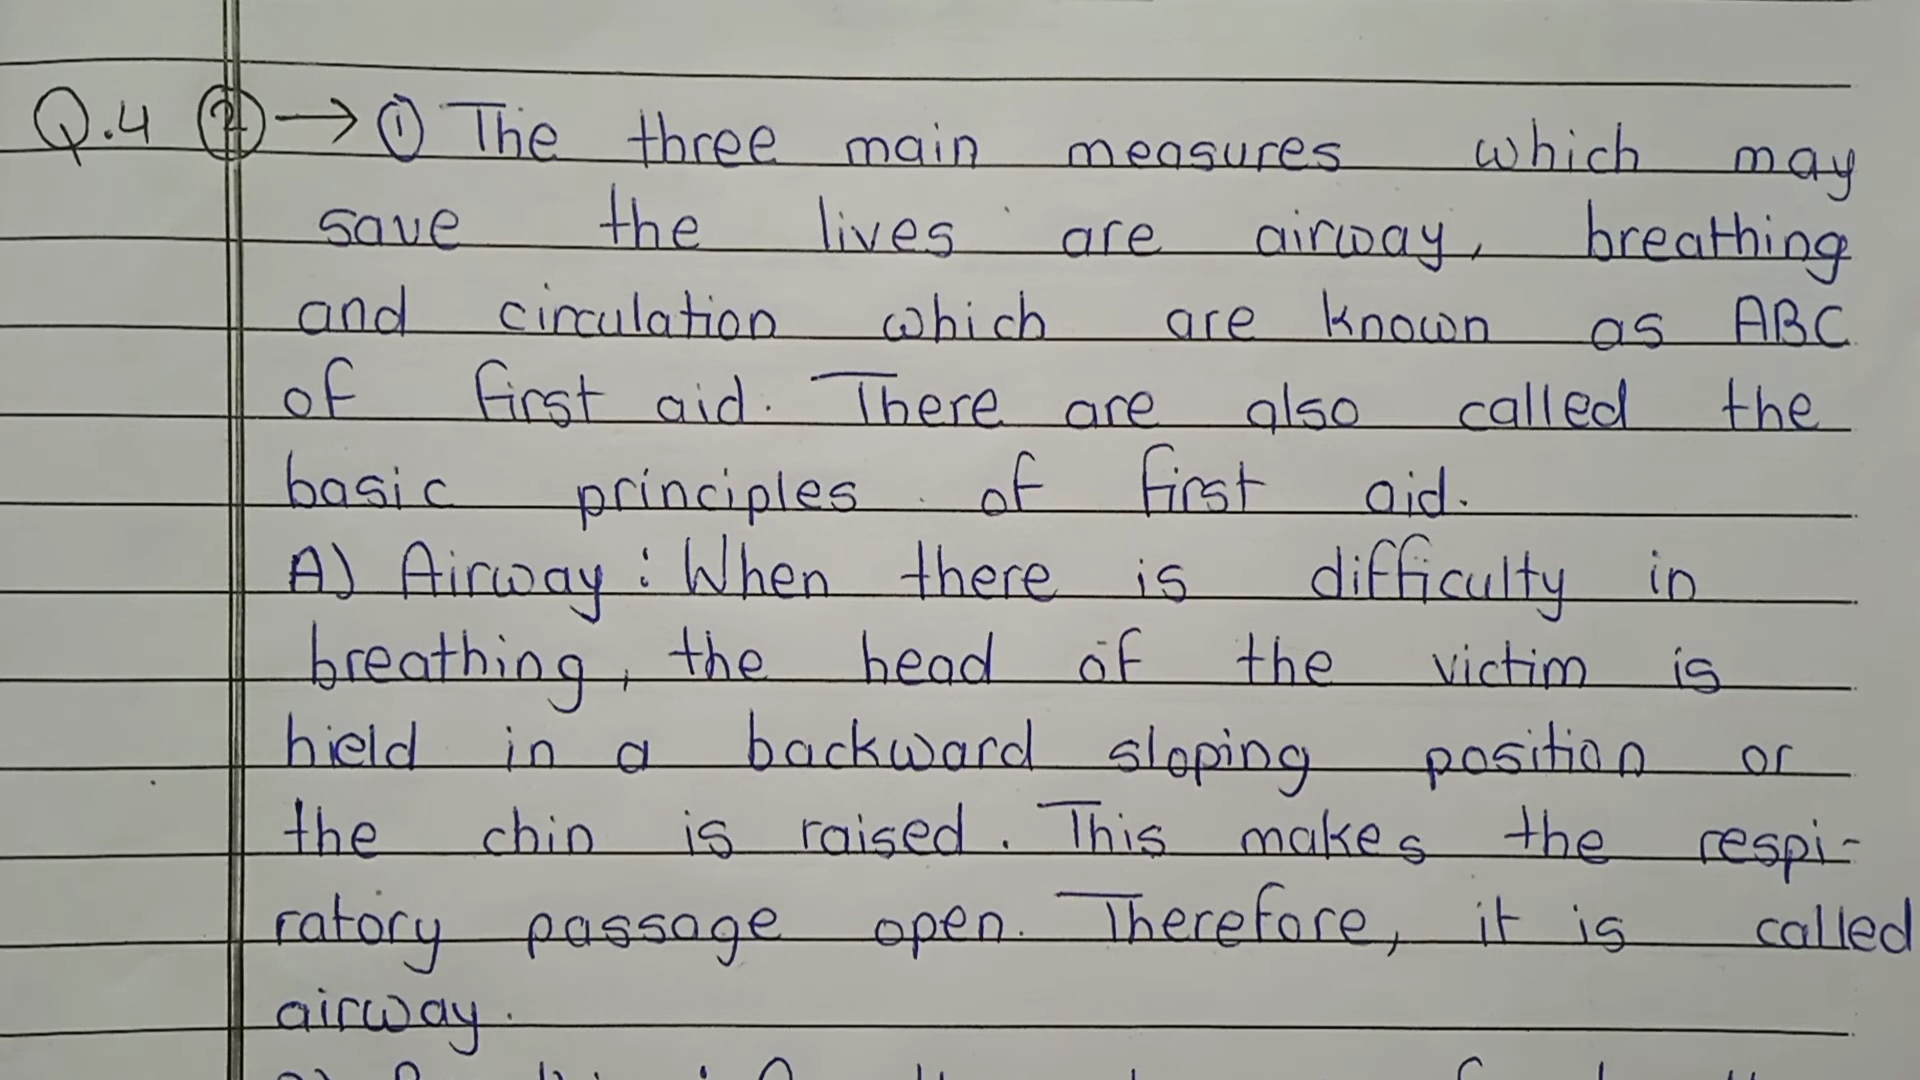 Q.4 ② → ① The three main measures which may
save the lives are airway, breathing
and circulation which are known as ABC
of first aid. There are also called the
basic principles of first aid.
A) Airway : When there is difficulty in
breathing, the head of the victim is
hield in a backward sloping position or
the chin is raised. This makes the respi-
ratory passage open. Therefore, it is called
airway.